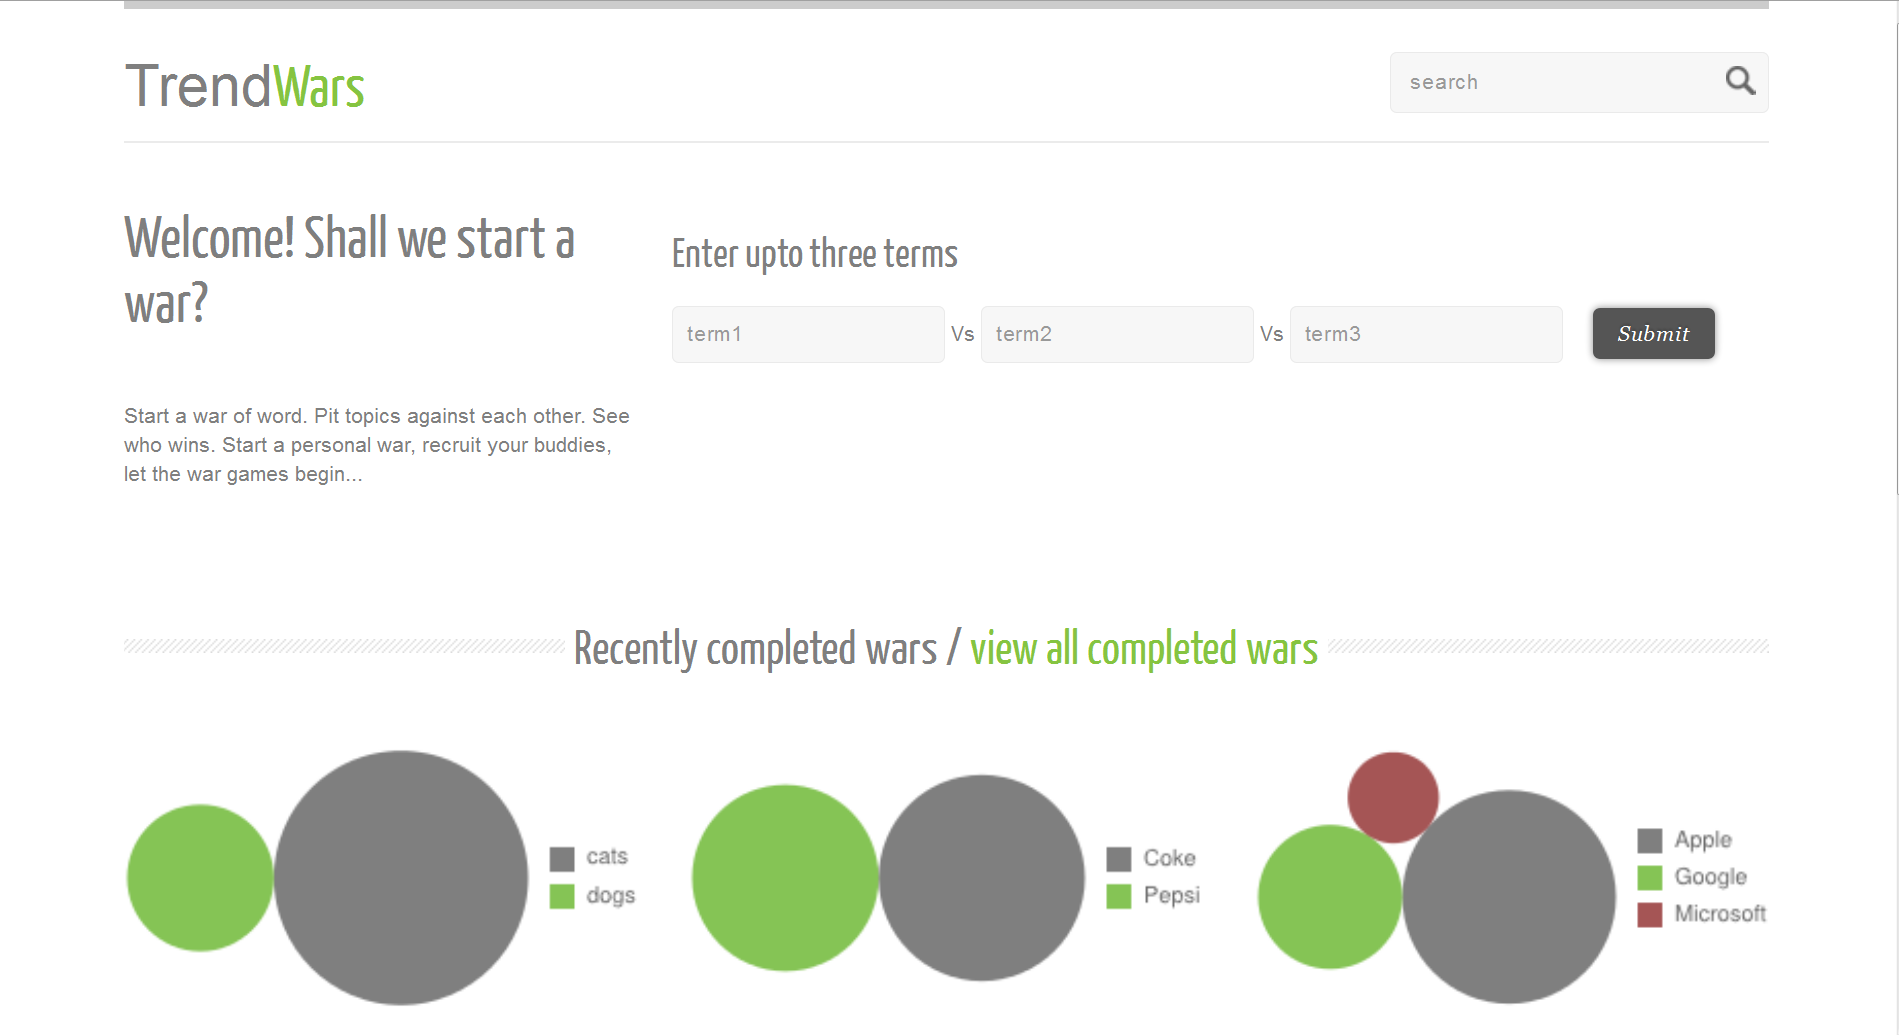 TrendWars
search
Welcome! Shall we start a
war?
Enter upto three terms
term1 Vs term2 Vs term3 Submit
Start a war of word. Pit topics against each other. See
who wins. Start a personal war, recruit your buddies,
let the war games begin...
Recently completed wars / view all completed wars
cats
dogs
Coke
Pepsi
Apple
Google
Microsoft